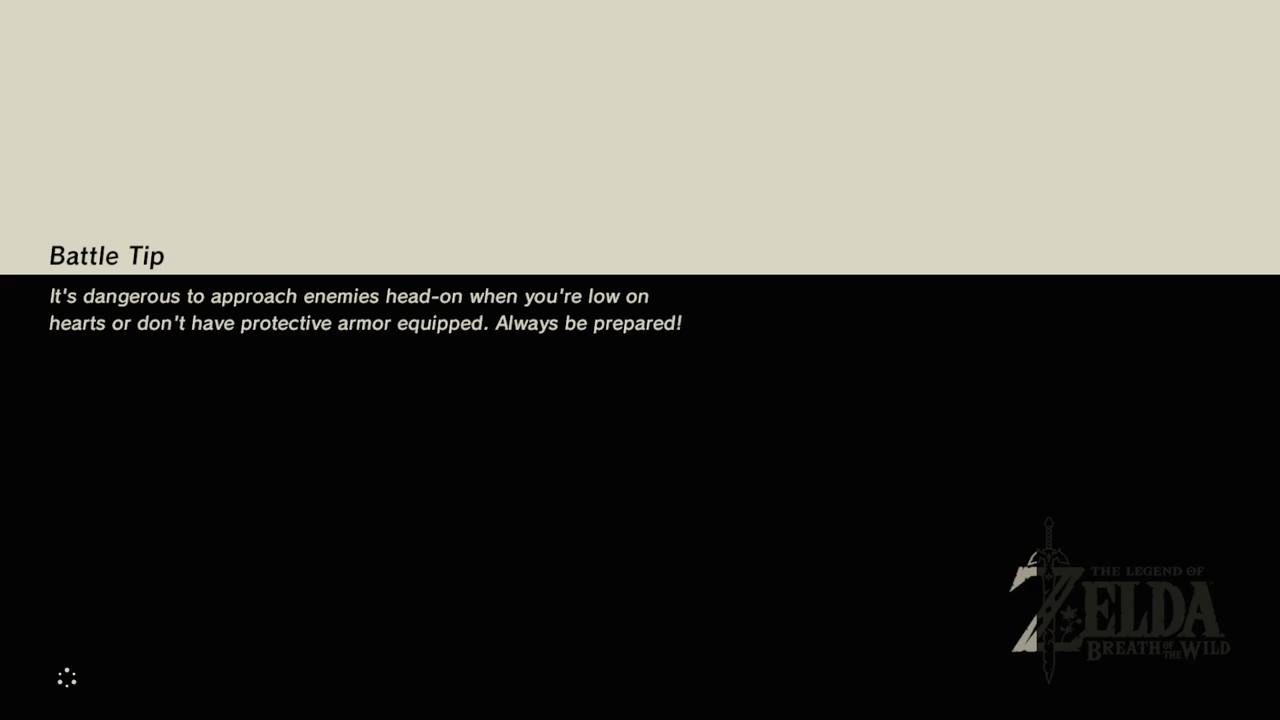 Battle Tip
It's dangerous to approach enemies head-on when you're low on
hearts or don't have protective armor equipped. Always be prepared!
THE LEGEND OF
ZELDA
BREATH OF THE WILD